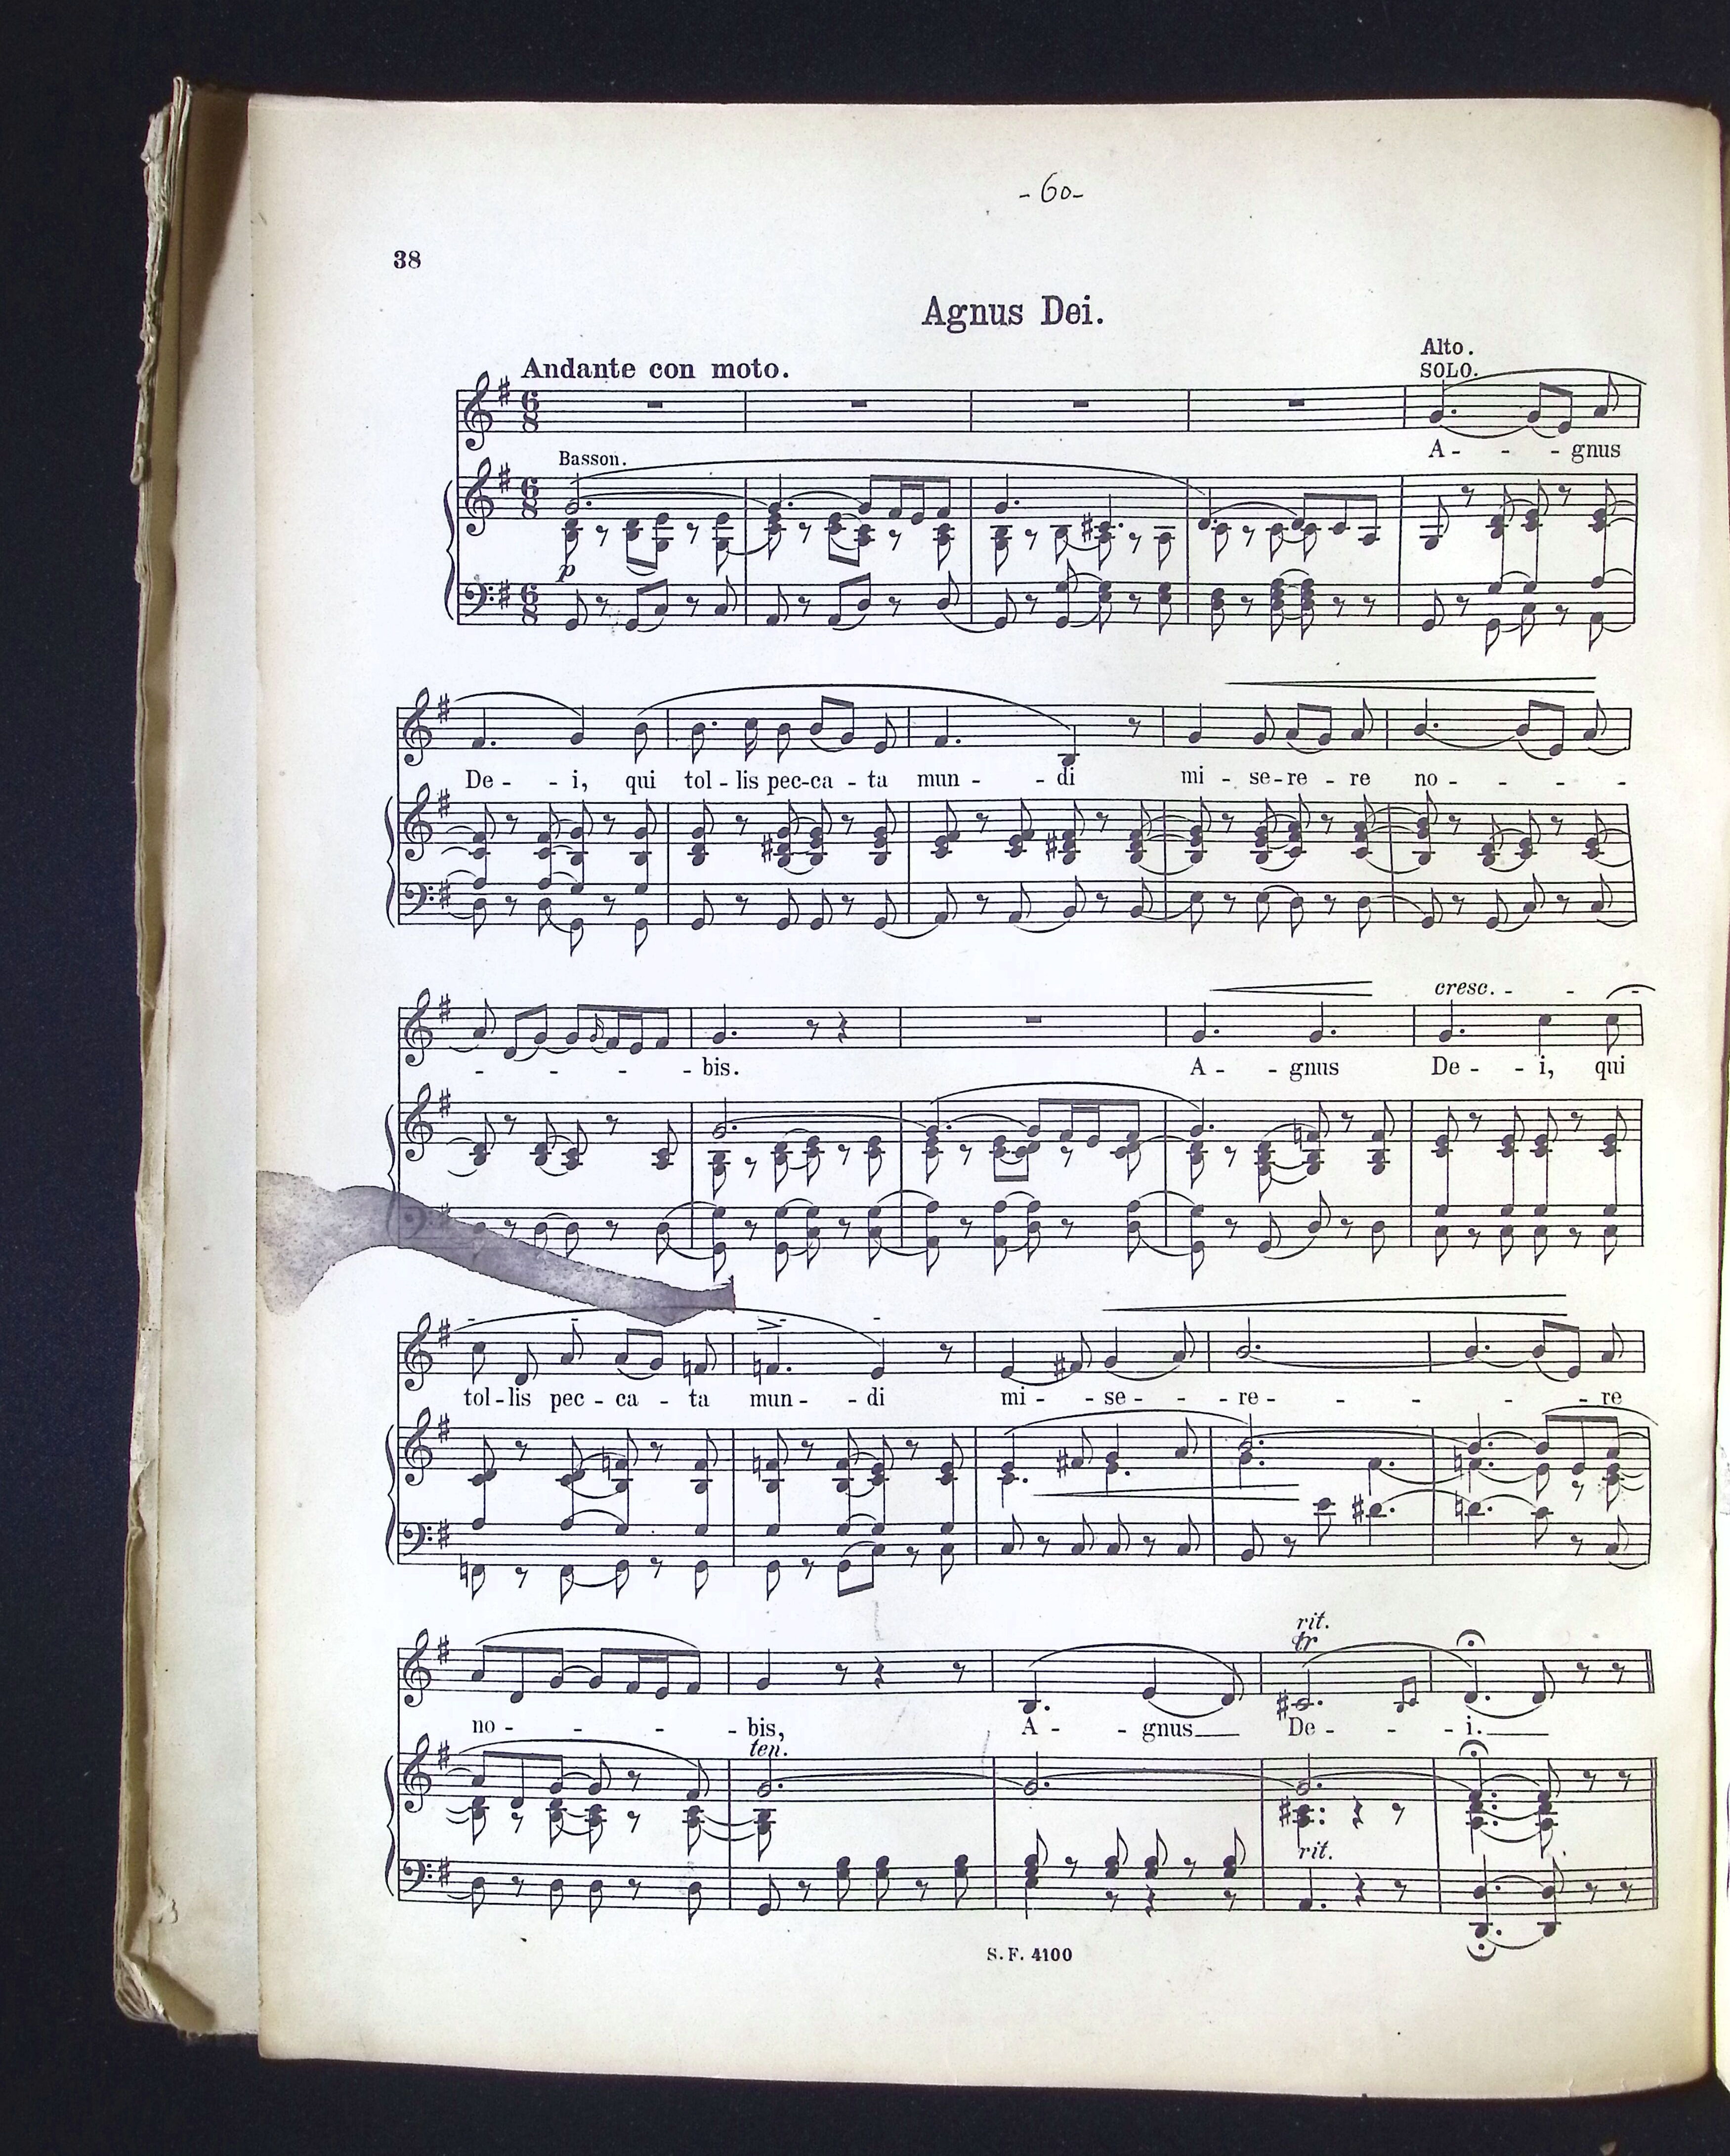 - 60 -
38
Agnus Dei.
Andante con moto.
Alto.
SOLO.
A - - - gnus
Basson.
p
De - - i, qui tol - lis pec-ca - ta mun - - di mi - se-re - re no - - - - -
cresc. - - -
- - - - bis. A - - gnus De - - i, qui
tol-lis pec - ca - ta mun - - di mi - - se - - re - - - - - re
rit.
tr
no - - - - bis, A - - gnus De - - - i.
ten.
rit.
S. F. 4100